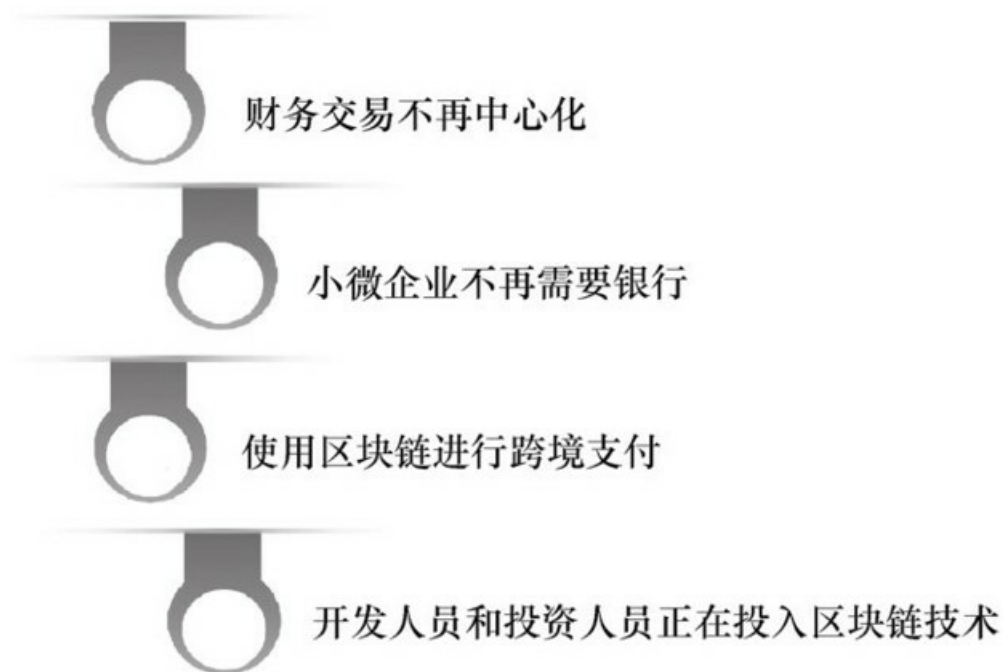 财务交易不再中心化
小微企业不再需要银行
使用区块链进行跨境支付
开发人员和投资人员正在投入区块链技术